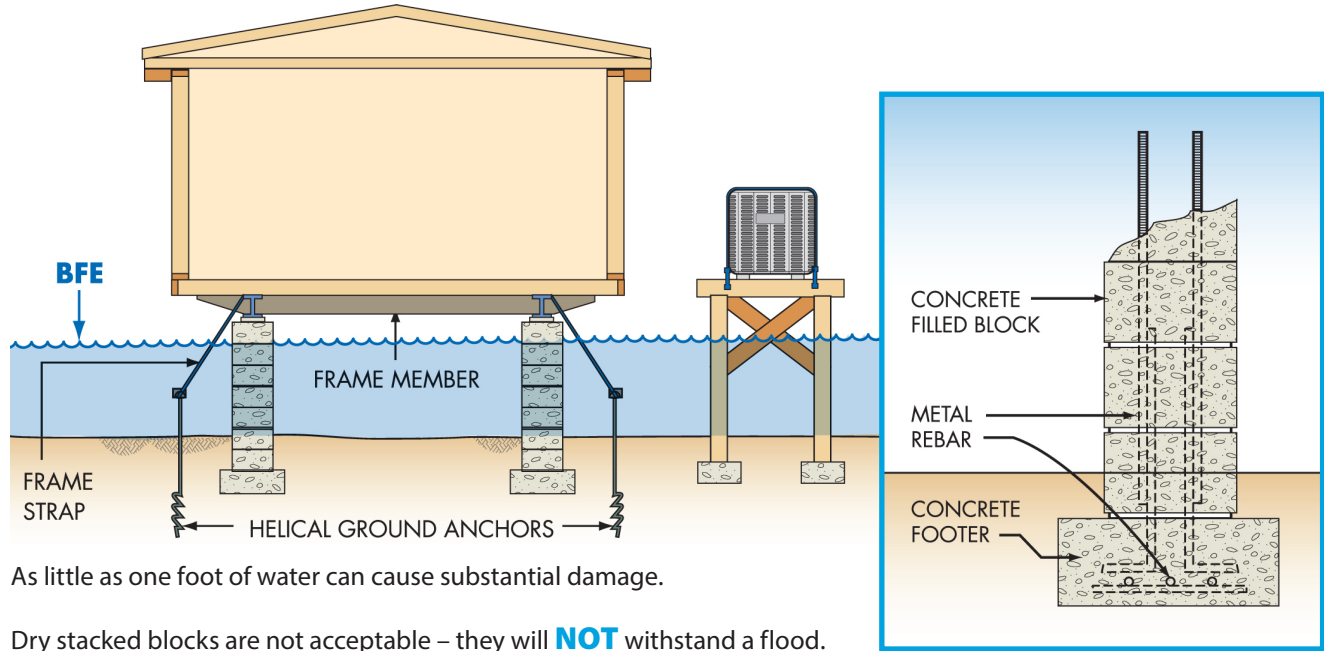 BFE
FRAME MEMBER
FRAME
STRAP
HELICAL GROUND ANCHORS
CONCRETE
FILLED BLOCK
METAL
REBAR
CONCRETE
FOOTER
As little as one foot of water can cause substantial damage.
Dry stacked blocks are not acceptable – they will NOT withstand a flood.